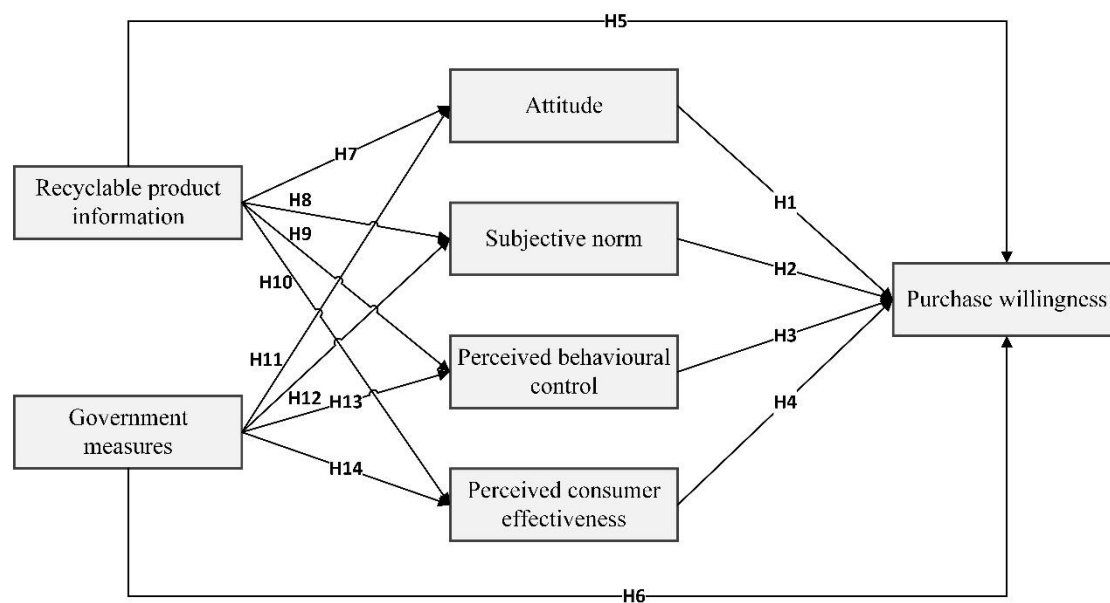 H5
Attitude
H7
Recyclable product
information
H8
H1
H9
Subjective norm
H2
H10
Purchase willingness
H3
H11
Perceived behavioural
control
H12
H13
H4
Government
measures
H14
Perceived consumer
effectiveness
H6